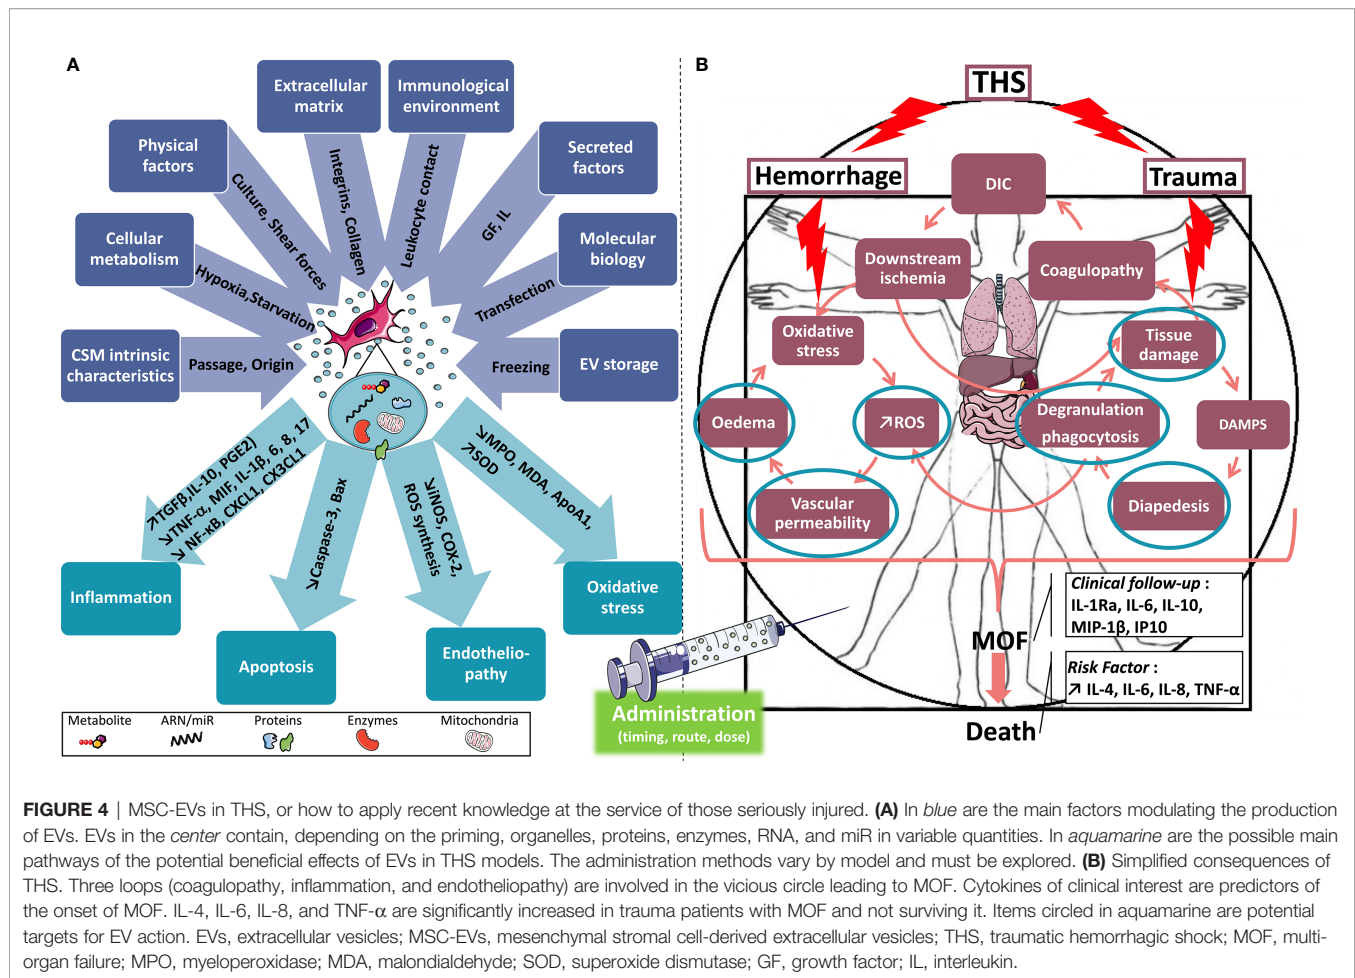 A
Extracellular
matrix
Immunological
environment
Physical
factors
Secreted
factors
Cellular
metabolism
Molecular
biology
CSM intrinsic
characteristics
EV storage
Culture, Shear forces
Integrins, Collagen
Leukocyte contact
GF, IL
Hypoxia,Starvation
Transfection
Passage, Origin
Freezing
↗TGFβ,IL-10, PGE2)
↘TNF-α, MIF, IL-1β, 6, 8, 17
↘ NF-κB, CXCL1, CX3CL1
↘Caspase-3, Bax
↘iNOS, COX-2,
ROS synthesis
↘MPO, MDA, ApoA1,
↗SOD
Inflammation
Apoptosis
Endothelio-
pathy
Oxidative
stress
Metabolite
ARN/miR
Proteins
Enzymes
Mitochondria
Administration
(timing, route, dose)
B
THS
Hemorrhage
Trauma
DIC
Downstream
ischemia
Coagulopathy
Oxidative
stress
Tissue
damage
Oedema
↗ROS
Degranulation
phagocytosis
DAMPS
Vascular
permeability
Diapedesis
MOF
Clinical follow-up :
IL-1Ra, IL-6, IL-10,
MIP-1β, IP10
Risk Factor :
↗ IL-4, IL-6, IL-8, TNF-α
Death
FIGURE 4 | MSC-EVs in THS, or how to apply recent knowledge at the service of those seriously injured. (A) In blue are the main factors modulating the production
of EVs. EVs in the center contain, depending on the priming, organelles, proteins, enzymes, RNA, and miR in variable quantities. In aquamarine are the possible main
pathways of the potential beneficial effects of EVs in THS models. The administration methods vary by model and must be explored. (B) Simplified consequences of
THS. Three loops (coagulopathy, inflammation, and endotheliopathy) are involved in the vicious circle leading to MOF. Cytokines of clinical interest are predictors of
the onset of MOF. IL-4, IL-6, IL-8, and TNF-α are significantly increased in trauma patients with MOF and not surviving it. Items circled in aquamarine are potential
targets for EV action. EVs, extracellular vesicles; MSC-EVs, mesenchymal stromal cell-derived extracellular vesicles; THS, traumatic hemorrhagic shock; MOF, multi-
organ failure; MPO, myeloperoxidase; MDA, malondialdehyde; SOD, superoxide dismutase; GF, growth factor; IL, interleukin.